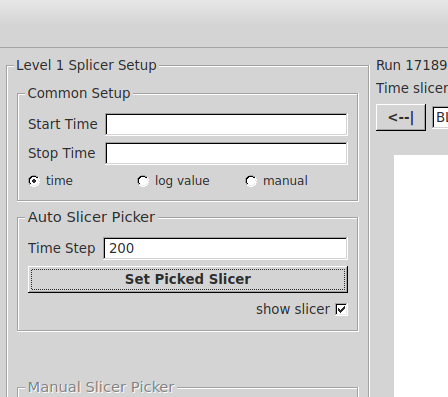 Level 1 Splicer Setup
Run 17189
Common Setup
Time slicer
Start Time
<--|
Stop Time
time
log value
manual
Auto Slicer Picker
Time Step
200
Set Picked Slicer
show slicer
Manual Slicer Picker